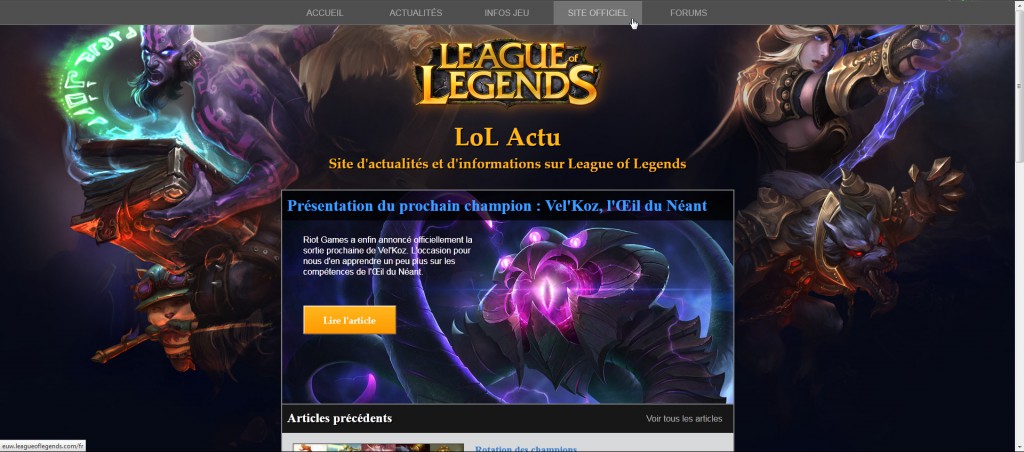 ACCUEIL ACTUALITÉS INFOS JEU SITE OFFICIEL FORUMS
LEAGUE of
LEGENDS
LoL Actu
Site d'actualités et d'informations sur League of Legends
Présentation du prochain champion : Vel'Koz, l'Œil du Néant
Riot Games a enfin annoncé officiellement la
sortie prochaine de Vel'Koz. L'occasion pour
nous d'en apprendre un peu plus sur les
compétences de l'Œil du Néant.
Lire l'article
Articles précédents Voir tous les articles
euw.leagueoflegends.com/fr
Rotation des champions